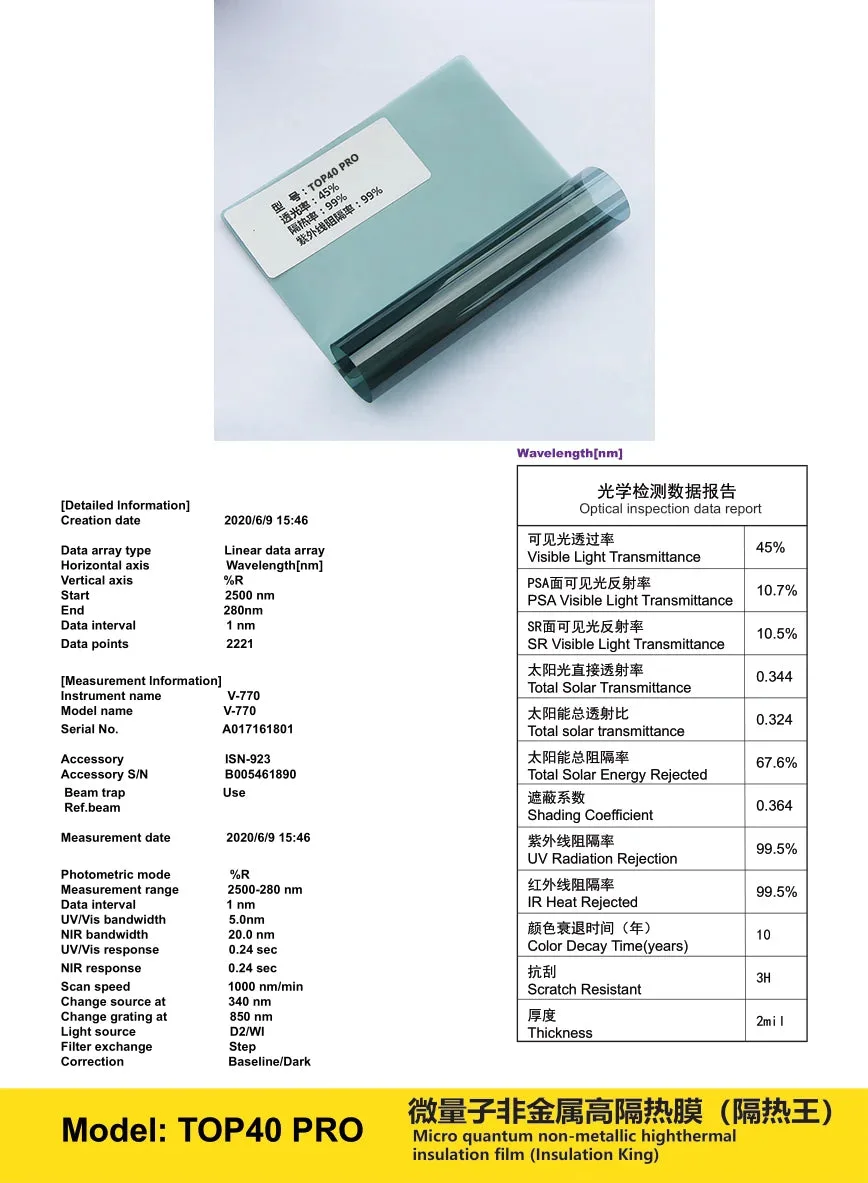 型 号：TOP40 PRO
透光率：45%
隔热率：99%
紫外线阻隔率：99%
[Detailed Information]
Creation date 2020/6/9 15:46
Data array type Linear data array
Horizontal axis Wavelength[nm]
Vertical axis %R
Start 2500 nm
End 280nm
Data interval 1 nm
Data points 2221
[Measurement Information]
Instrument name V-770
Model name V-770
Serial No. A017161801
Accessory ISN-923
Accessory S/N B005461890
Beam trap Use
Ref.beam
Measurement date 2020/6/9 15:46
Photometric mode %R
Measurement range 2500-280 nm
Data interval 1 nm
UV/Vis bandwidth 5.0nm
NIR bandwidth 20.0 nm
UV/Vis response 0.24 sec
NIR response 0.24 sec
Scan speed 1000 nm/min
Change source at 340 nm
Change grating at 850 nm
Light source D2/WI
Filter exchange Step
Correction Baseline/Dark
Wavelength[nm]
光学检测数据报告
Optical inspection data report
可见光透过率
Visible Light Transmittance 45%
PSA面可见光反射率
PSA Visible Light Transmittance 10.7%
SR面可见光反射率
SR Visible Light Transmittance 10.5%
太阳光直接透射率
Total Solar Transmittance 0.344
太阳能总透射比
Total solar transmittance 0.324
太阳能总阻隔率
Total Solar Energy Rejected 67.6%
遮蔽系数
Shading Coefficient 0.364
紫外线阻隔率
UV Radiation Rejection 99.5%
红外线阻隔率
IR Heat Rejected 99.5%
颜色衰退时间（年）
Color Decay Time(years) 10
抗刮
Scratch Resistant 3H
厚度
Thickness 2mil
Model: TOP40 PRO
微量子非金属高隔热膜（隔热王）
Micro quantum non-metallic highthermal
insulation film (Insulation King)